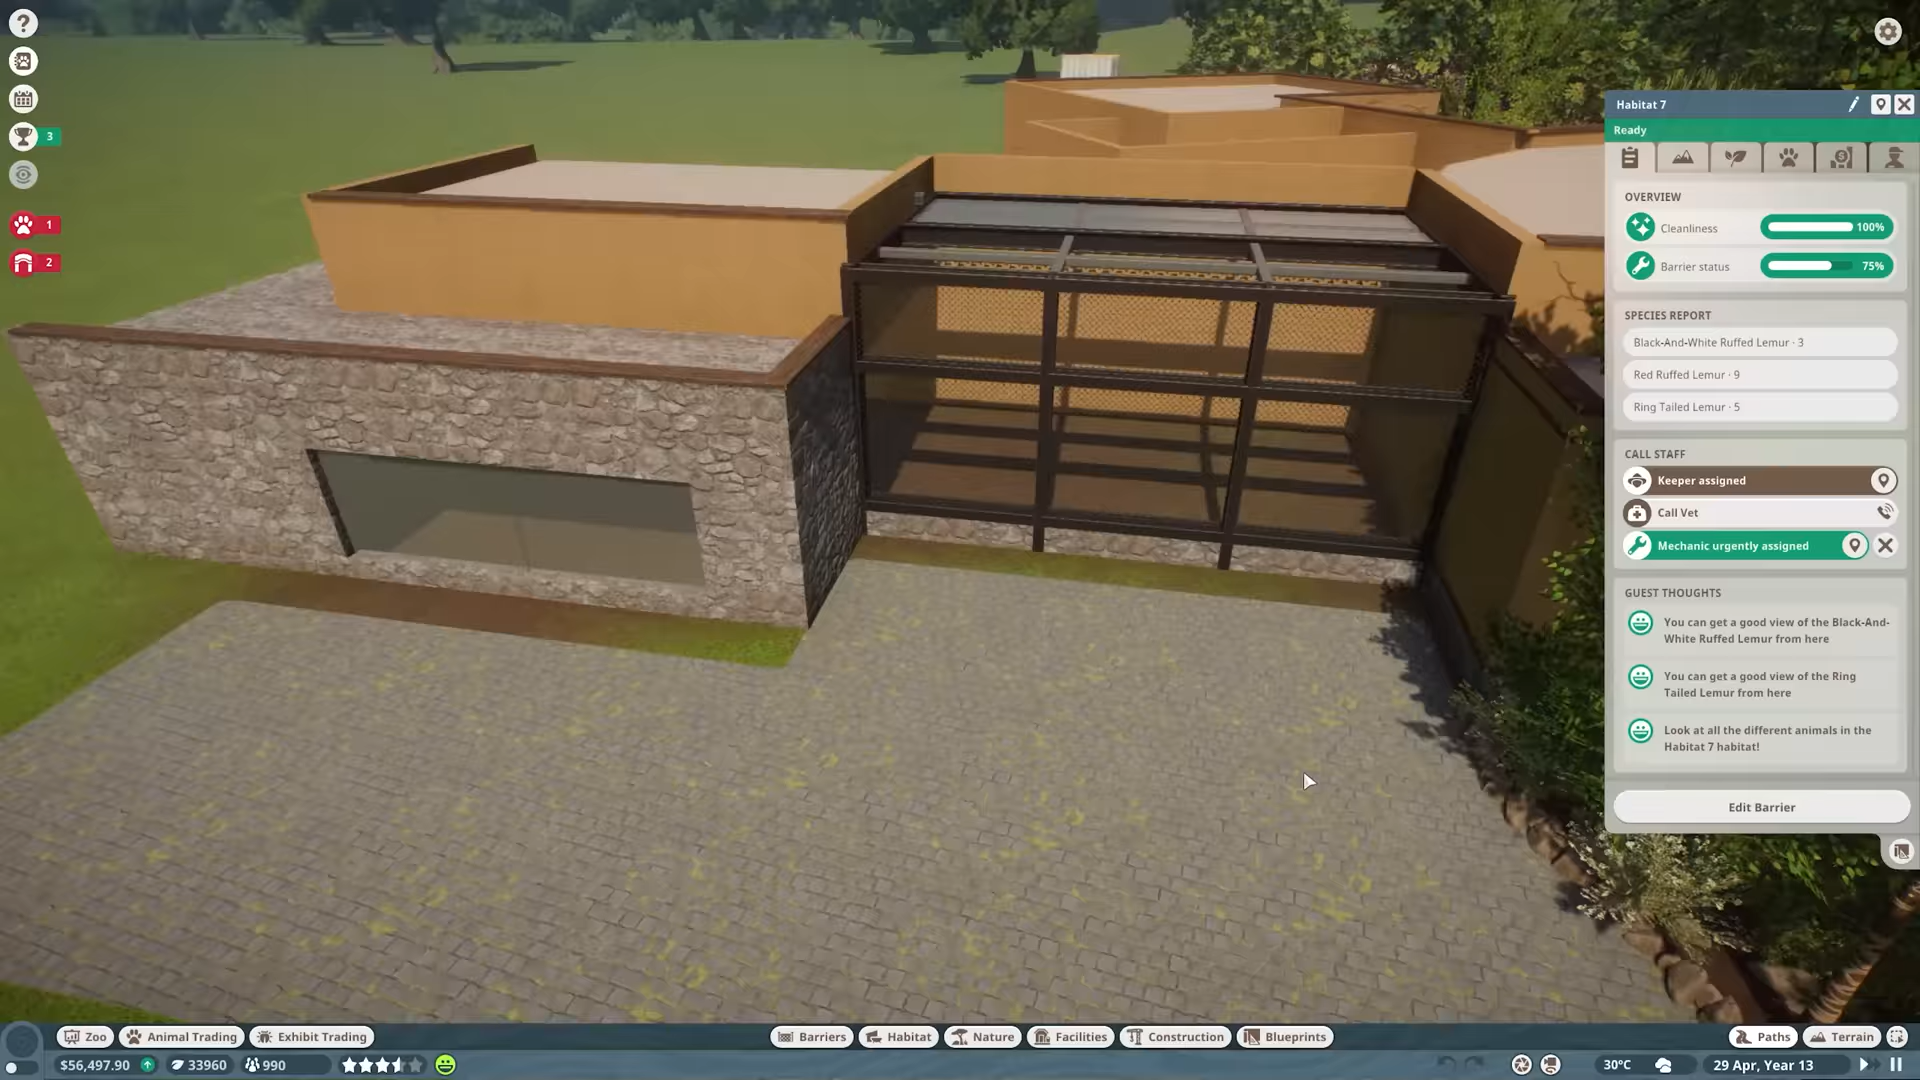 ?
3
1
2
Habitat 7
Ready
OVERVIEW
Cleanliness
100%
Barrier status
75%
SPECIES REPORT
Black-And-White Ruffed Lemur · 3
Red Ruffed Lemur · 9
Ring Tailed Lemur · 5
CALL STAFF
Keeper assigned
Call Vet
Mechanic urgently assigned
GUEST THOUGHTS
You can get a good view of the Black-And-
White Ruffed Lemur from here
You can get a good view of the Ring
Tailed Lemur from here
Look at all the different animals in the
Habitat 7 habitat!
Edit Barrier
Zoo
Animal Trading
Exhibit Trading
Barriers
Habitat
Nature
Facilities
Construction
Blueprints
Paths
Terrain
$56,497.90
33960
990
30°C
29 Apr, Year 13